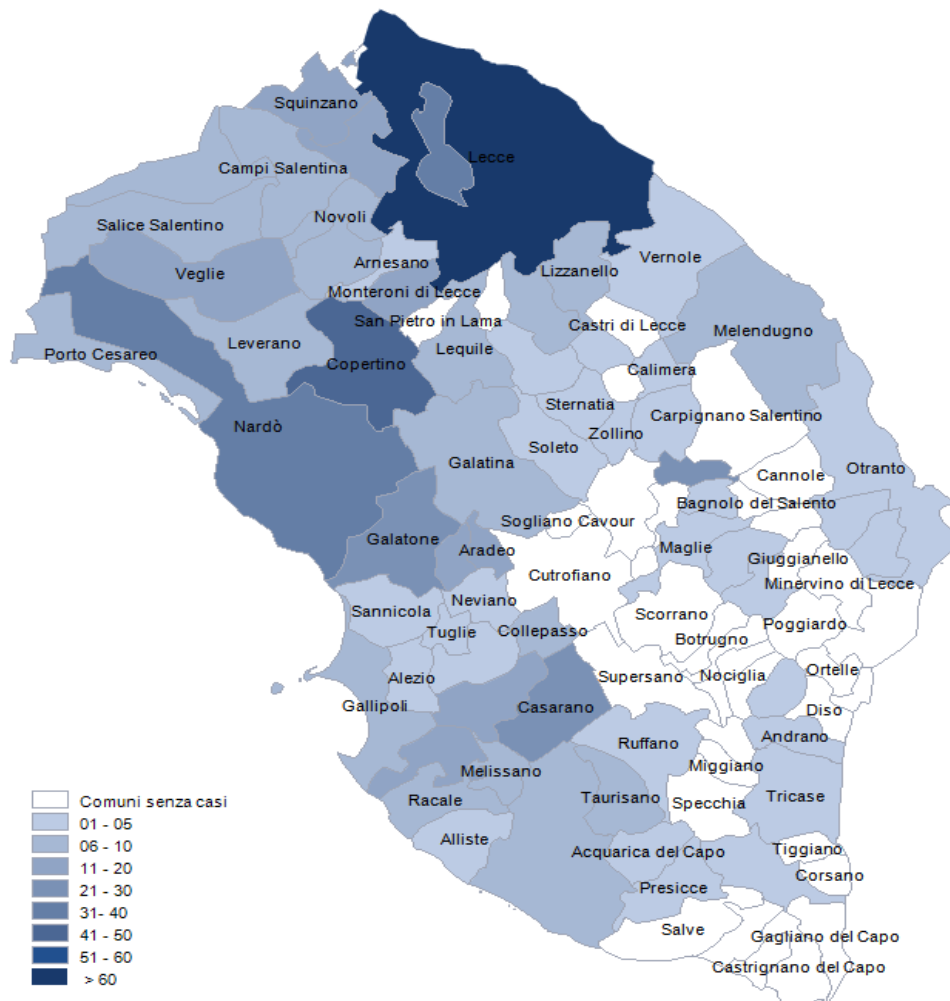 Squinzano
Lecce
Campi Salentina
Novoli
Salice Salentino
Arnesano
Vernole
Veglie
Lizzanello
Monteroni di Lecce
San Pietro in Lama
Castri di Lecce
Melendugno
Porto Cesareo
Leverano
Lequile
Copertino
Calimera
Sternatia
Carpignano Salentino
Nardò
Zollino
Soleto
Galatina
Otranto
Cannole
Bagnolo del Salento
Sogliano Cavour
Galatone
Aradeo
Maglie
Giuggianello
Cutrofiano
Minervino di Lecce
Neviano
Sannicola
Scorrano
Poggiardo
Tuglie
Collepasso
Botrugno
Alezio
Supersano
Nociglia
Ortelle
Gallipoli
Casarano
Diso
Andrano
Ruffano
Miggiano
Melissano
Taurisano
Specchia
Tricase
Racale
Alliste
Acquarica del Capo
Tiggiano
Corsano
Presicce
Salve
Gagliano del Capo
Castrignano del Capo
Comuni senza casi
01 - 05
06 - 10
11 - 20
21 - 30
31- 40
41 - 50
51 - 60
> 60